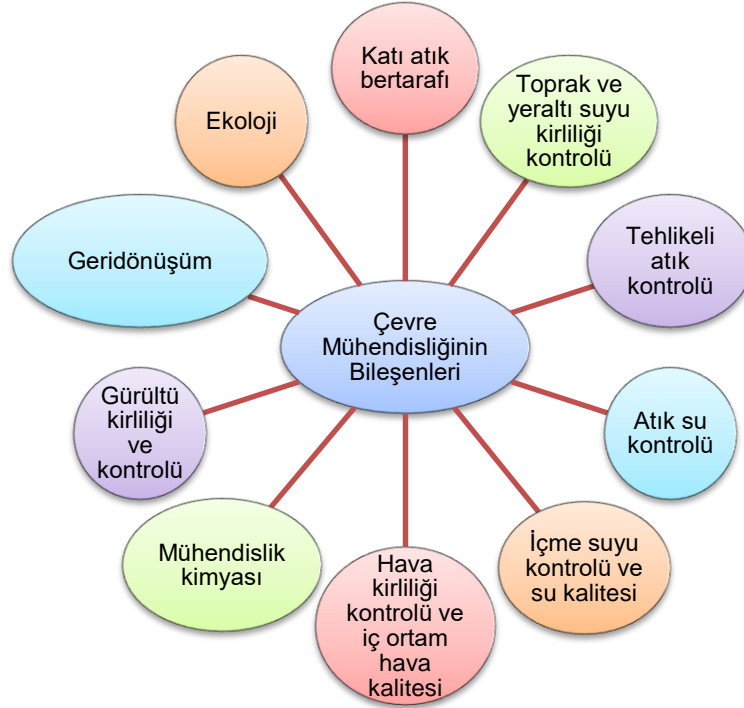 Katı atık
bertarafı
Toprak ve
yeraltı suyu
kirliliği
kontrolü
Tehlikeli
atık
kontrolü
Atık su
kontrolü
İçme suyu
kontrolü ve
su kalitesi
Hava
kirliliği
kontrolü ve
iç ortam
hava
kalitesi
Mühendislik
kimyası
Gürültü
kirliliği
ve
kontrolü
Geridönüşüm
Ekoloji
Çevre
Mühendisliğinin
Bileşenleri